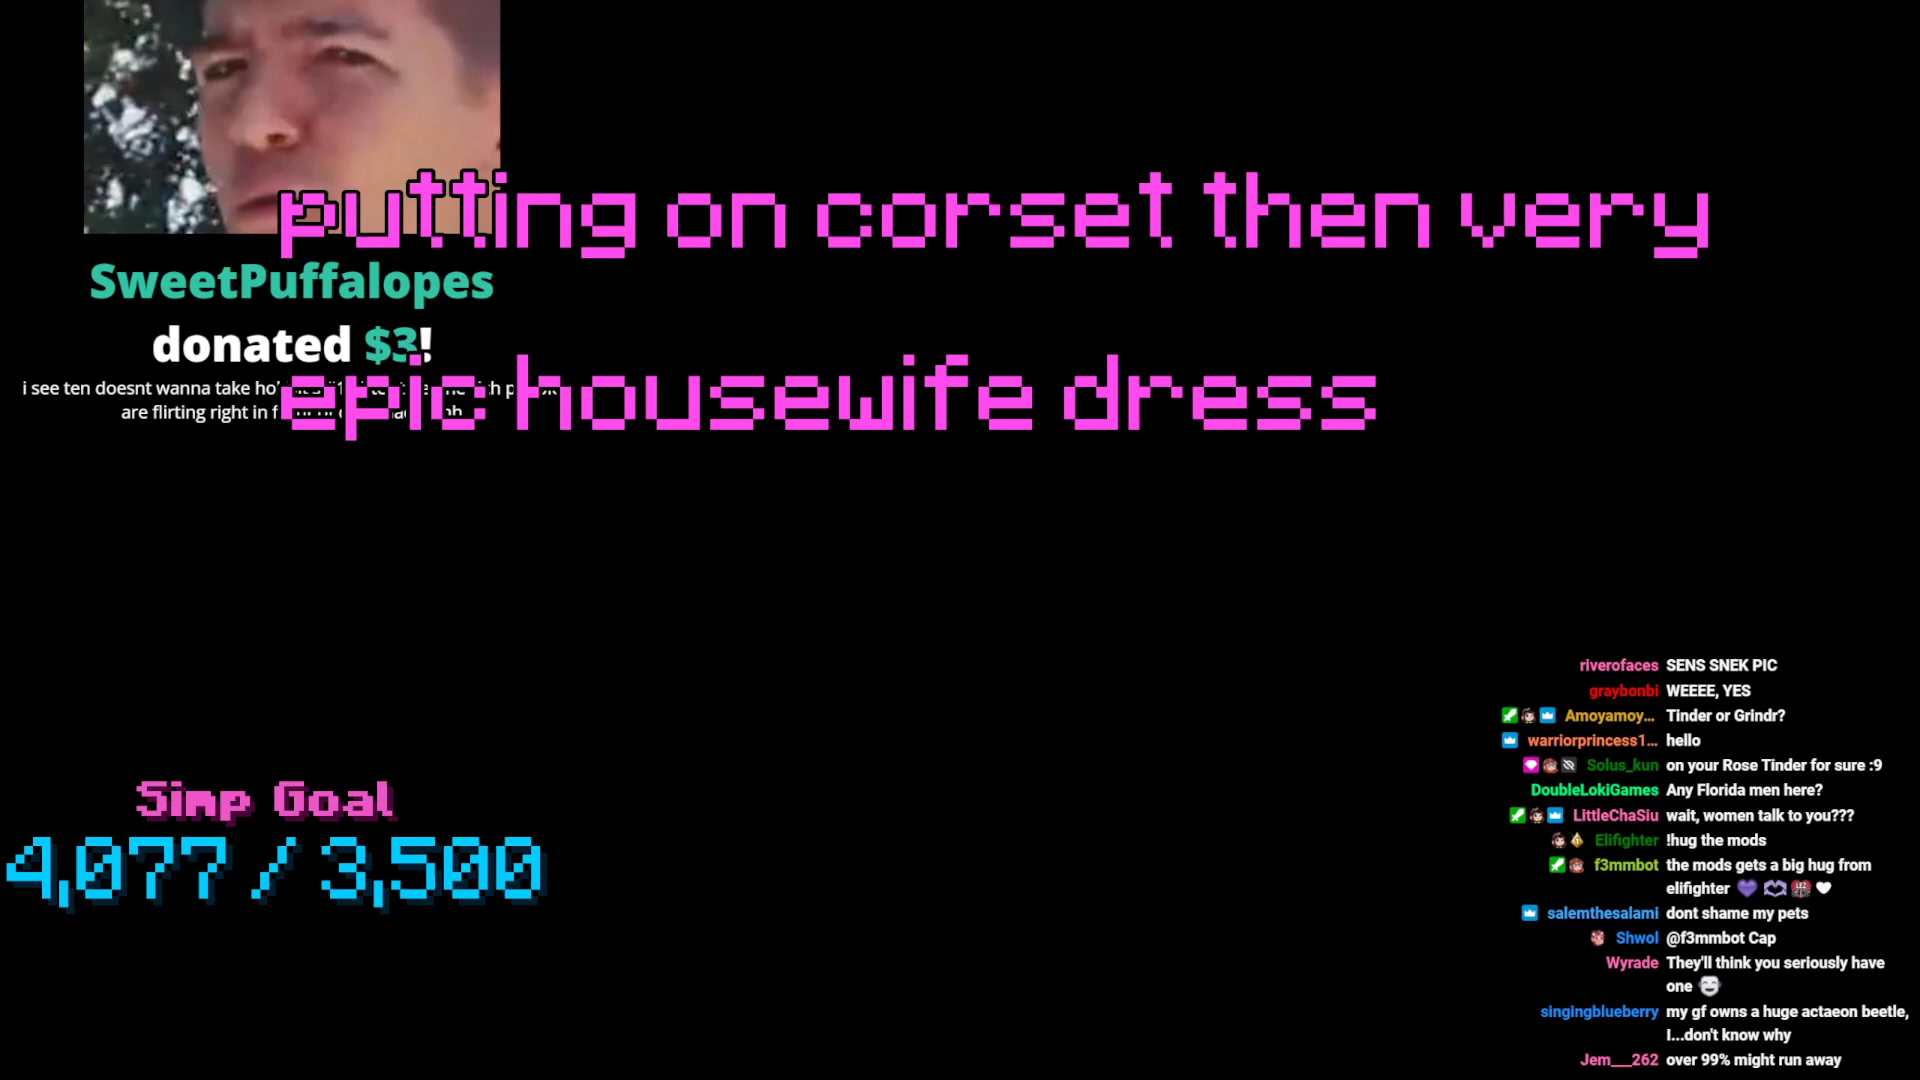 putting on corset then very
SweetPuffalopes
donated $3!
epic housewife dress
i see ten doesnt wanna take
are flirting right in
Simp Goal
4,077 / 3,500
riverofaces SENS SNEK PIC
graybonbi WEEEE, YES
Amoyamoy... Tinder or Grindr?
warriorprincess1... hello
Solus_kun on your Rose Tinder for sure :9
DoubleLokiGames Any Florida men here?
LittleChaSiu wait, women talk to you???
Elifighter !hug the mods
f3mmbot the mods gets a big hug from
elifighter
salemthesalami dont shame my pets
Shwol @f3mmbot Cap
Wyrade They'll think you seriously have
one
singingblueberry my gf owns a huge actaeon beetle,
I...don't know why
Jem__262 over 99% might run away